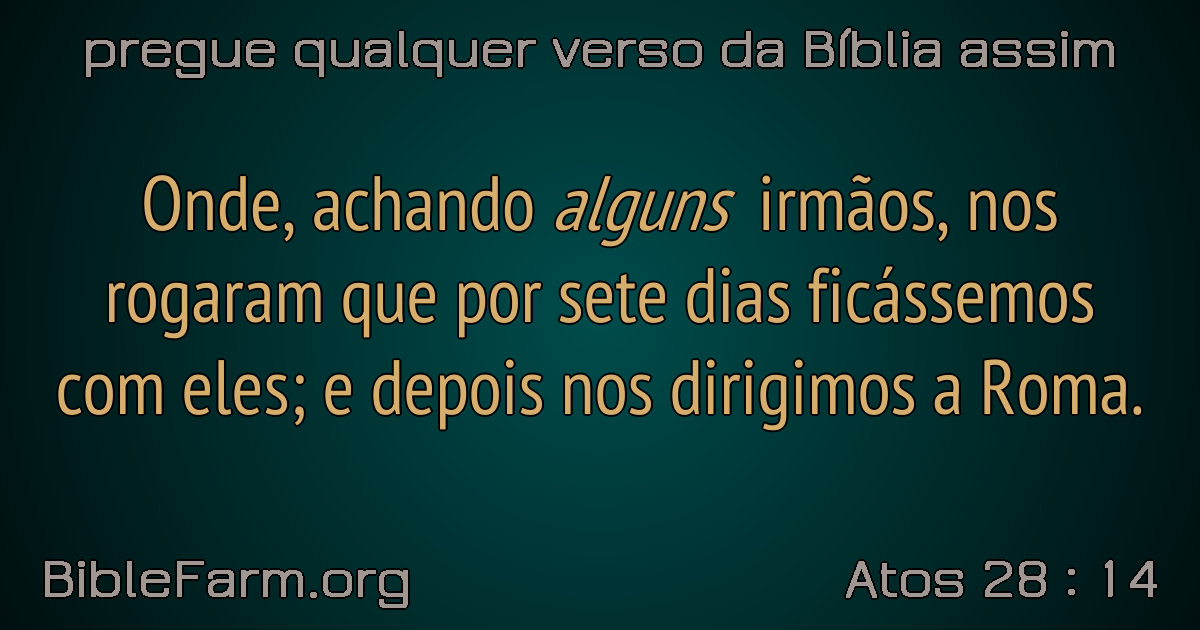 pregue qualquer verso da Bíblia assim
Onde, achando alguns irmãos, nos
rogaram que por sete dias ficássemos
com eles; e depois nos dirigimos a Roma.
BibleFarm.org
Atos 28 : 14